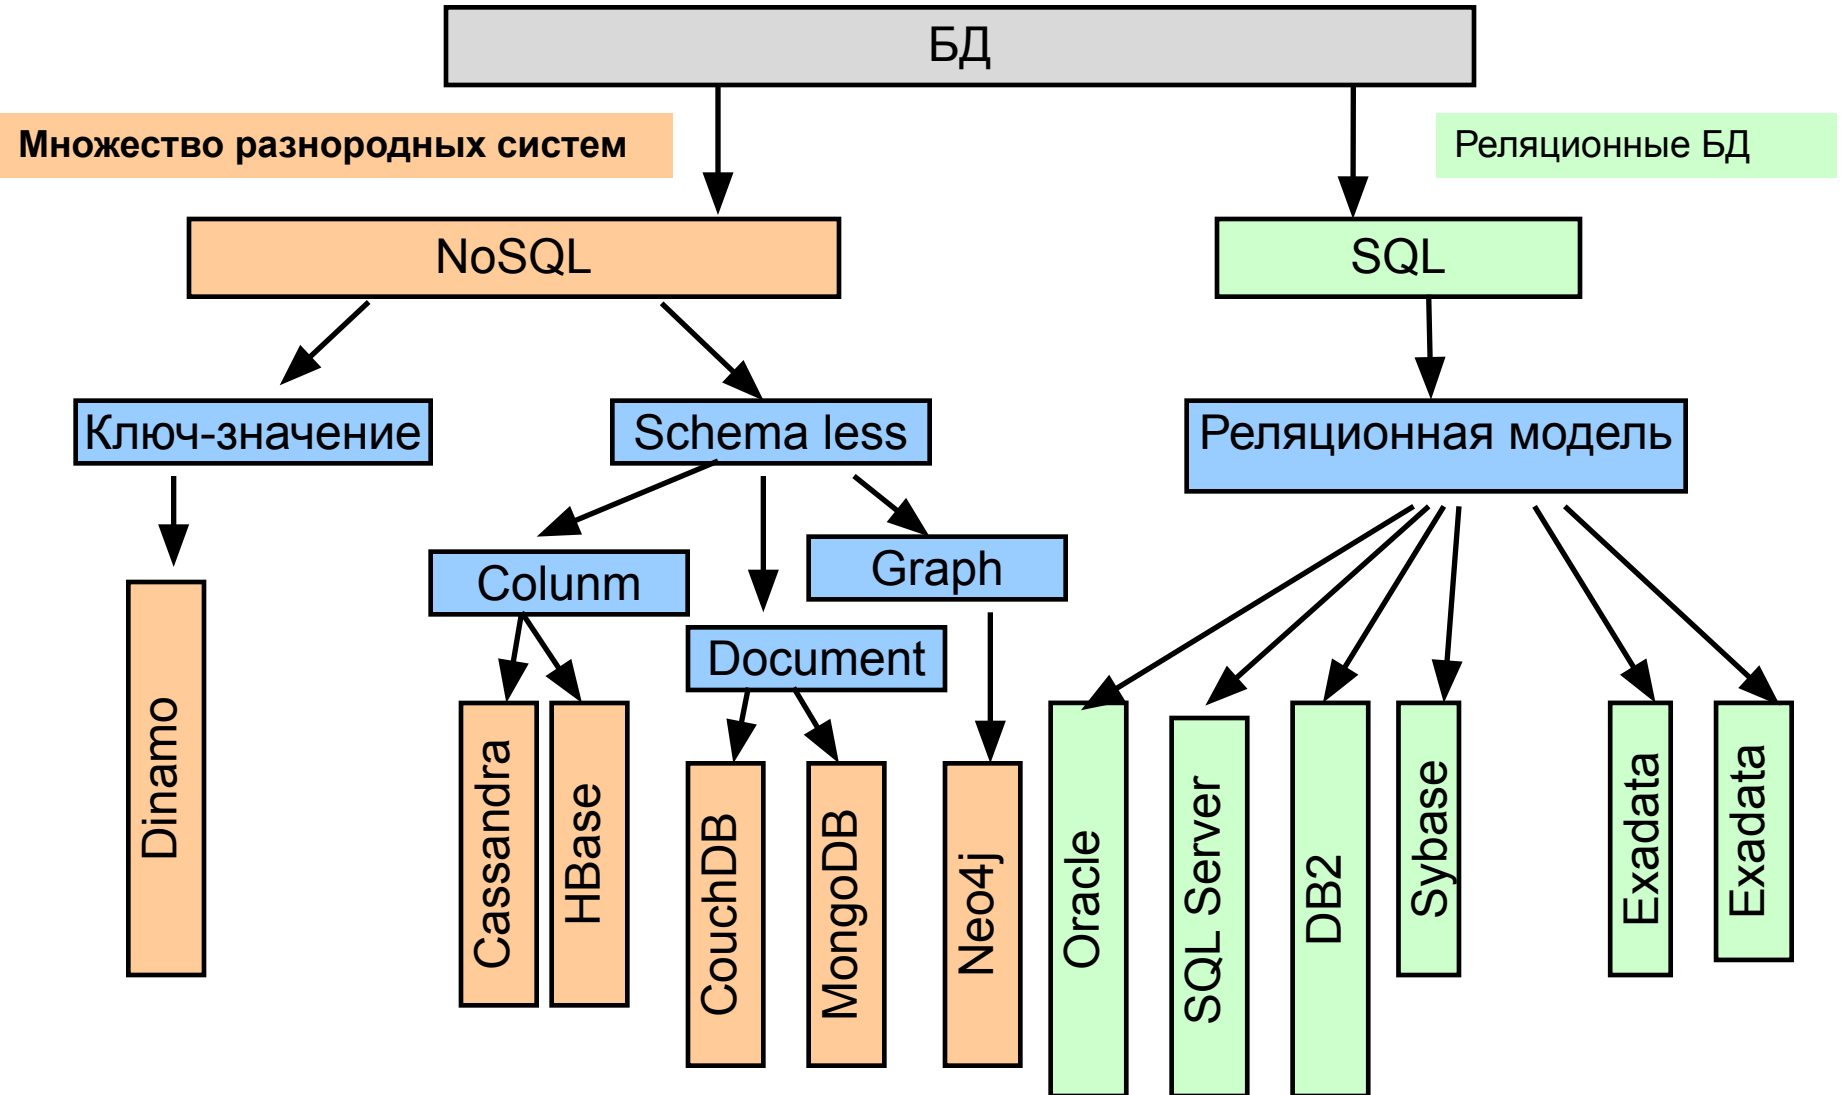 БД
Множество разнородных систем
Реляционные БД
NoSQL
SQL
Ключ-значение
Schema less
Реляционная модель
Colunm
Graph
Document
Dinamo
Cassandra
HBase
CouchDB
MongoDB
Neo4j
Oracle
SQL Server
DB2
Sybase
Exadata
Exadata